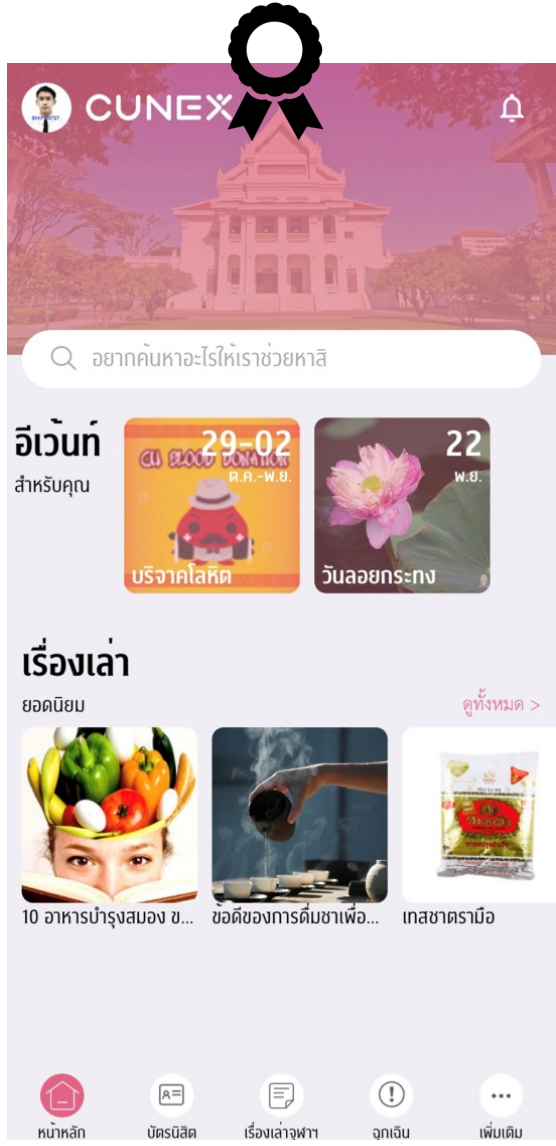 CUNEX
อยากค้นหาอะไรให้เราช่วยหาสิ
อีเว้นท์
สำหรับคุณ
CU BLOOD DONATION
29-02
ต.ค.-พ.ย.
บริจาคโลหิต
22
พ.ย.
วันลอยกระทง
เรื่องเล่า
ยอดนิยม
ดูทั้งหมด >
10 อาหารบำรุงสมอง ข...
ข้อดีของการดื่มชาเพื่อ...
เทสชาตรามือ
หน้าหลัก
บัตรนิสิต
เรื่องเล่าจุฬาฯ
ฉุกเฉิน
เพิ่มเติม